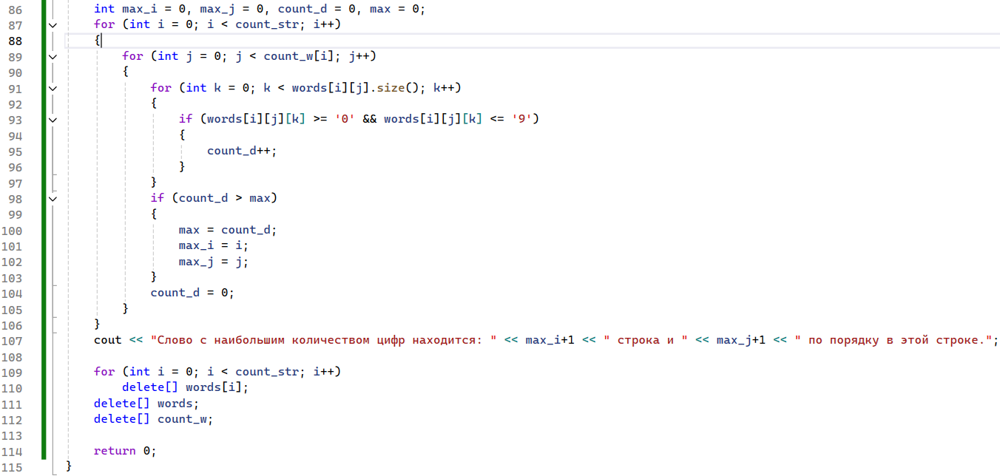 86 int max_i = 0, max_j = 0, count_d = 0, max = 0;
87 for (int i = 0; i < count_str; i++)
88 {
89 for (int j = 0; j < count_w[i]; j++)
90 {
91 for (int k = 0; k < words[i][j].size(); k++)
92 {
93 if (words[i][j][k] >= '0' && words[i][j][k] <= '9')
94 {
95 count_d++;
96 }
97 }
98 if (count_d > max)
99 {
100 max = count_d;
101 max_i = i;
102 max_j = j;
103 }
104 count_d = 0;
105 }
106 }
107 cout << "Слово с наибольшим количеством цифр находится: " << max_i+1 << " строка и " << max_j+1 << " по порядку в этой строке.";
108
109 for (int i = 0; i < count_str; i++)
110 delete[] words[i];
111 delete[] words;
112 delete[] count_w;
113
114 return 0;
115 }